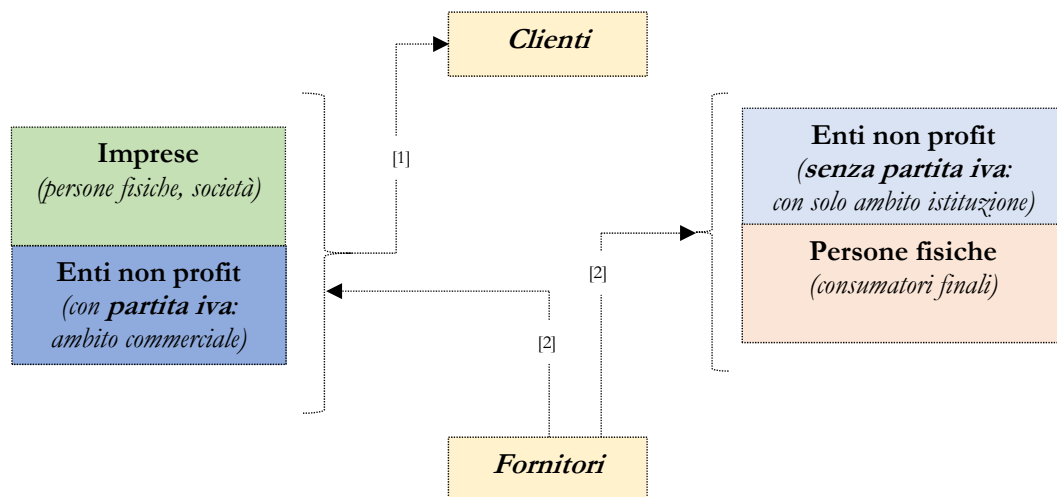 Clienti
[1]
Imprese
(persone fisiche, società)
Enti non profit
(con partita iva:
ambito commerciale)
Enti non profit
(senza partita iva:
con solo ambito istituzione)
Persone fisiche
(consumatori finali)
[2]
[2]
Fornitori